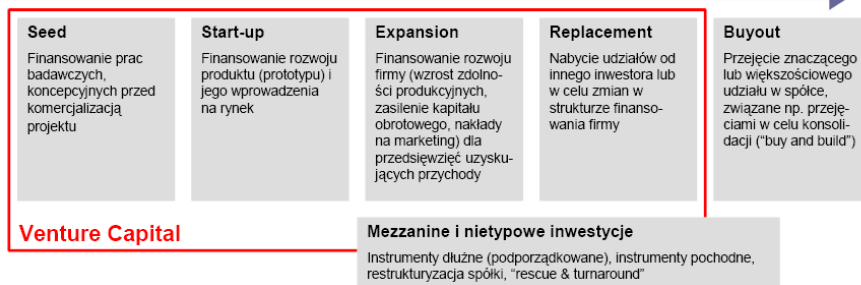 Seed
Finansowanie prac
badawczych,
koncepcyjnych przed
komercjalizacją
projektu
Start-up
Finansowanie rozwoju
produktu (prototypu) i
jego wprowadzenia
na rynek
Expansion
Finansowanie rozwoju
firmy (wzrost zdolno-
ści produkcyjnych,
zasilenie kapitału
obrotowego, nakłady
na marketing) dla
przedsięwzięć uzysku-
jących przychody
Replacement
Nabycie udziałów od
innego inwestora lub
w celu zmian w
strukturze finanso-
wania firmy
Buyout
Przejęcie znaczącego
lub większościowego
udziału w spółce,
związane np. przeję-
ciami w celu konsoli-
dacji ("buy and build")
Venture Capital
Mezzanine i nietypowe inwestycje
Instrumenty dłużne (podporządkowane), instrumenty pochodne,
restrukturyzacja spółki, "rescue & turnaround"